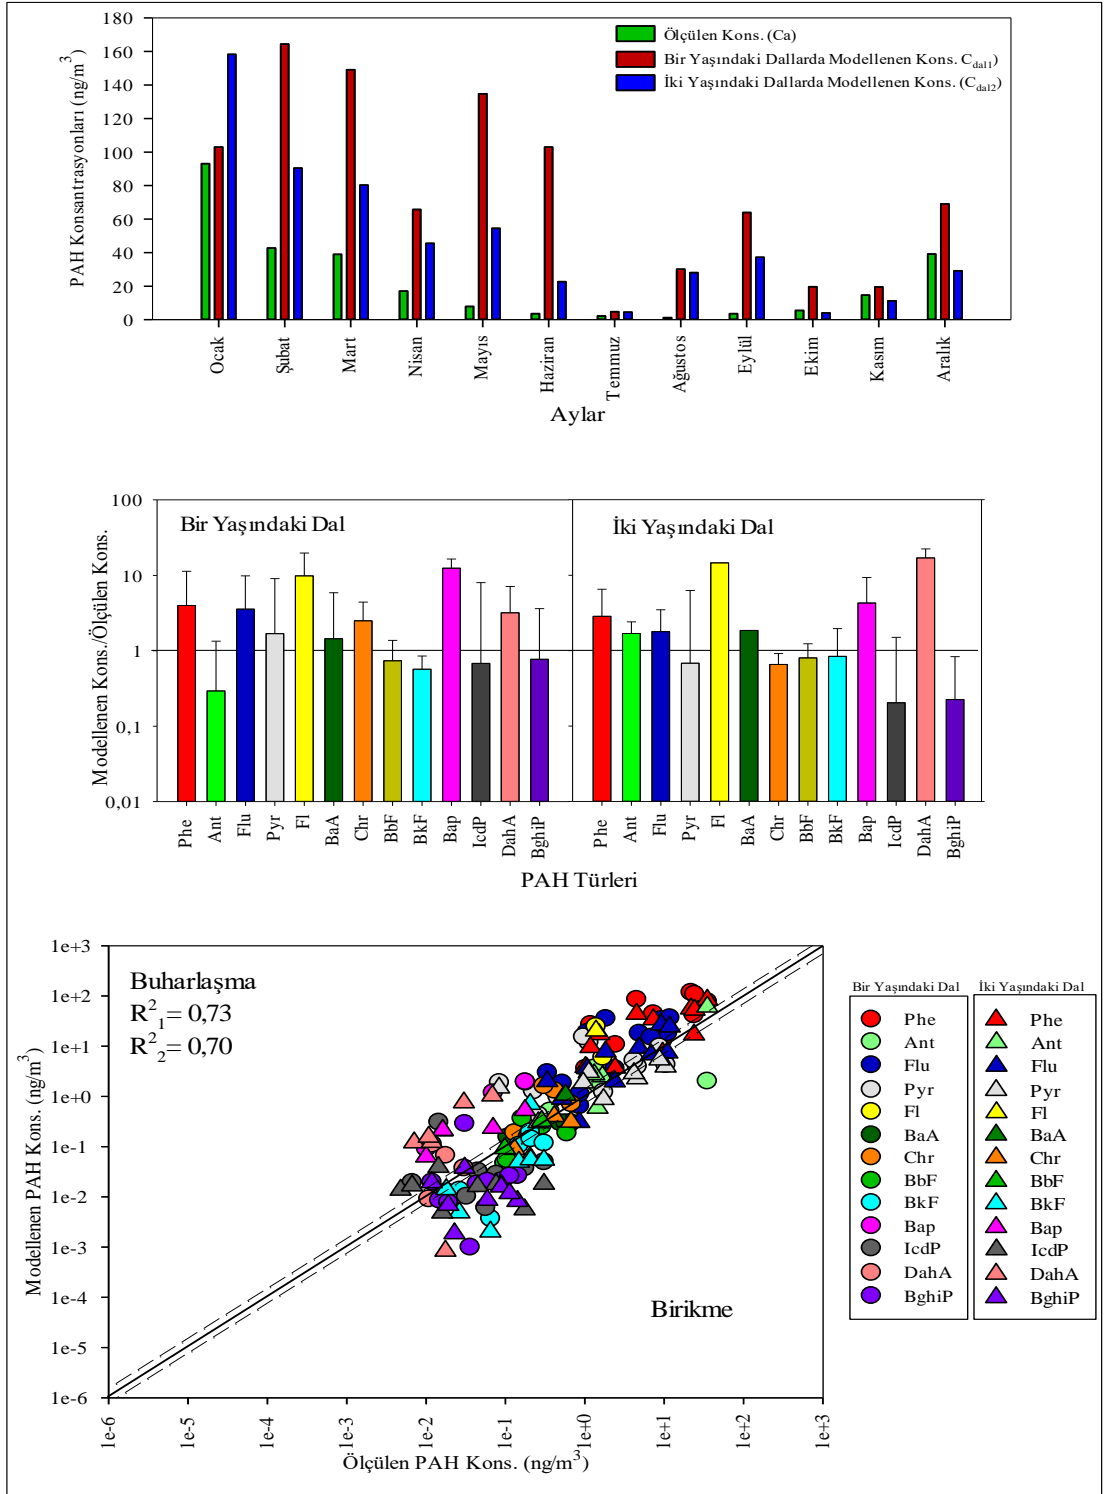 PAH Konsantrasyonları (ng/m³)
180
160
140
120
100
80
60
40
20
0
Ölçülen Kons. (Ca)
Bir Yaşındaki Dallarda Modellenen Kons. C_dal1)
İki Yaşındaki Dallarda Modellenen Kons. (C_dal2)
Ocak
Şubat
Mart
Nisan
Mayıs
Haziran
Temmuz
Ağustos
Eylül
Ekim
Kasım
Aralık
Aylar
Modellenen Kons./Ölçülen Kons.
100
10
1
0,1
0,01
Bir Yaşındaki Dal
İki Yaşındaki Dal
Phe
Ant
Flu
Pyr
Fl
BaA
Chr
BbF
BkF
Bap
IcdP
DahA
BghiP
Phe
Ant
Flu
Pyr
Fl
BaA
Chr
BbF
BkF
Bap
IcdP
DahA
BghiP
PAH Türleri
Modellenen PAH Kons. (ng/m³)
1e+3
1e+2
1e+1
1e+0
1e-1
1e-2
1e-3
1e-4
1e-5
1e-6
Buharlaşma
R²₁= 0,73
R²₂= 0,70
Birikme
1e-6
1e-5
1e-4
1e-3
1e-2
1e-1
1e+0
1e+1
1e+2
1e+3
Ölçülen PAH Kons. (ng/m³)
Bir Yaşındaki Dal
Phe
Ant
Flu
Pyr
Fl
BaA
Chr
BbF
BkF
Bap
IcdP
DahA
BghiP
İki Yaşındaki Dal
Phe
Ant
Flu
Pyr
Fl
BaA
Chr
BbF
BkF
Bap
IcdP
DahA
BghiP